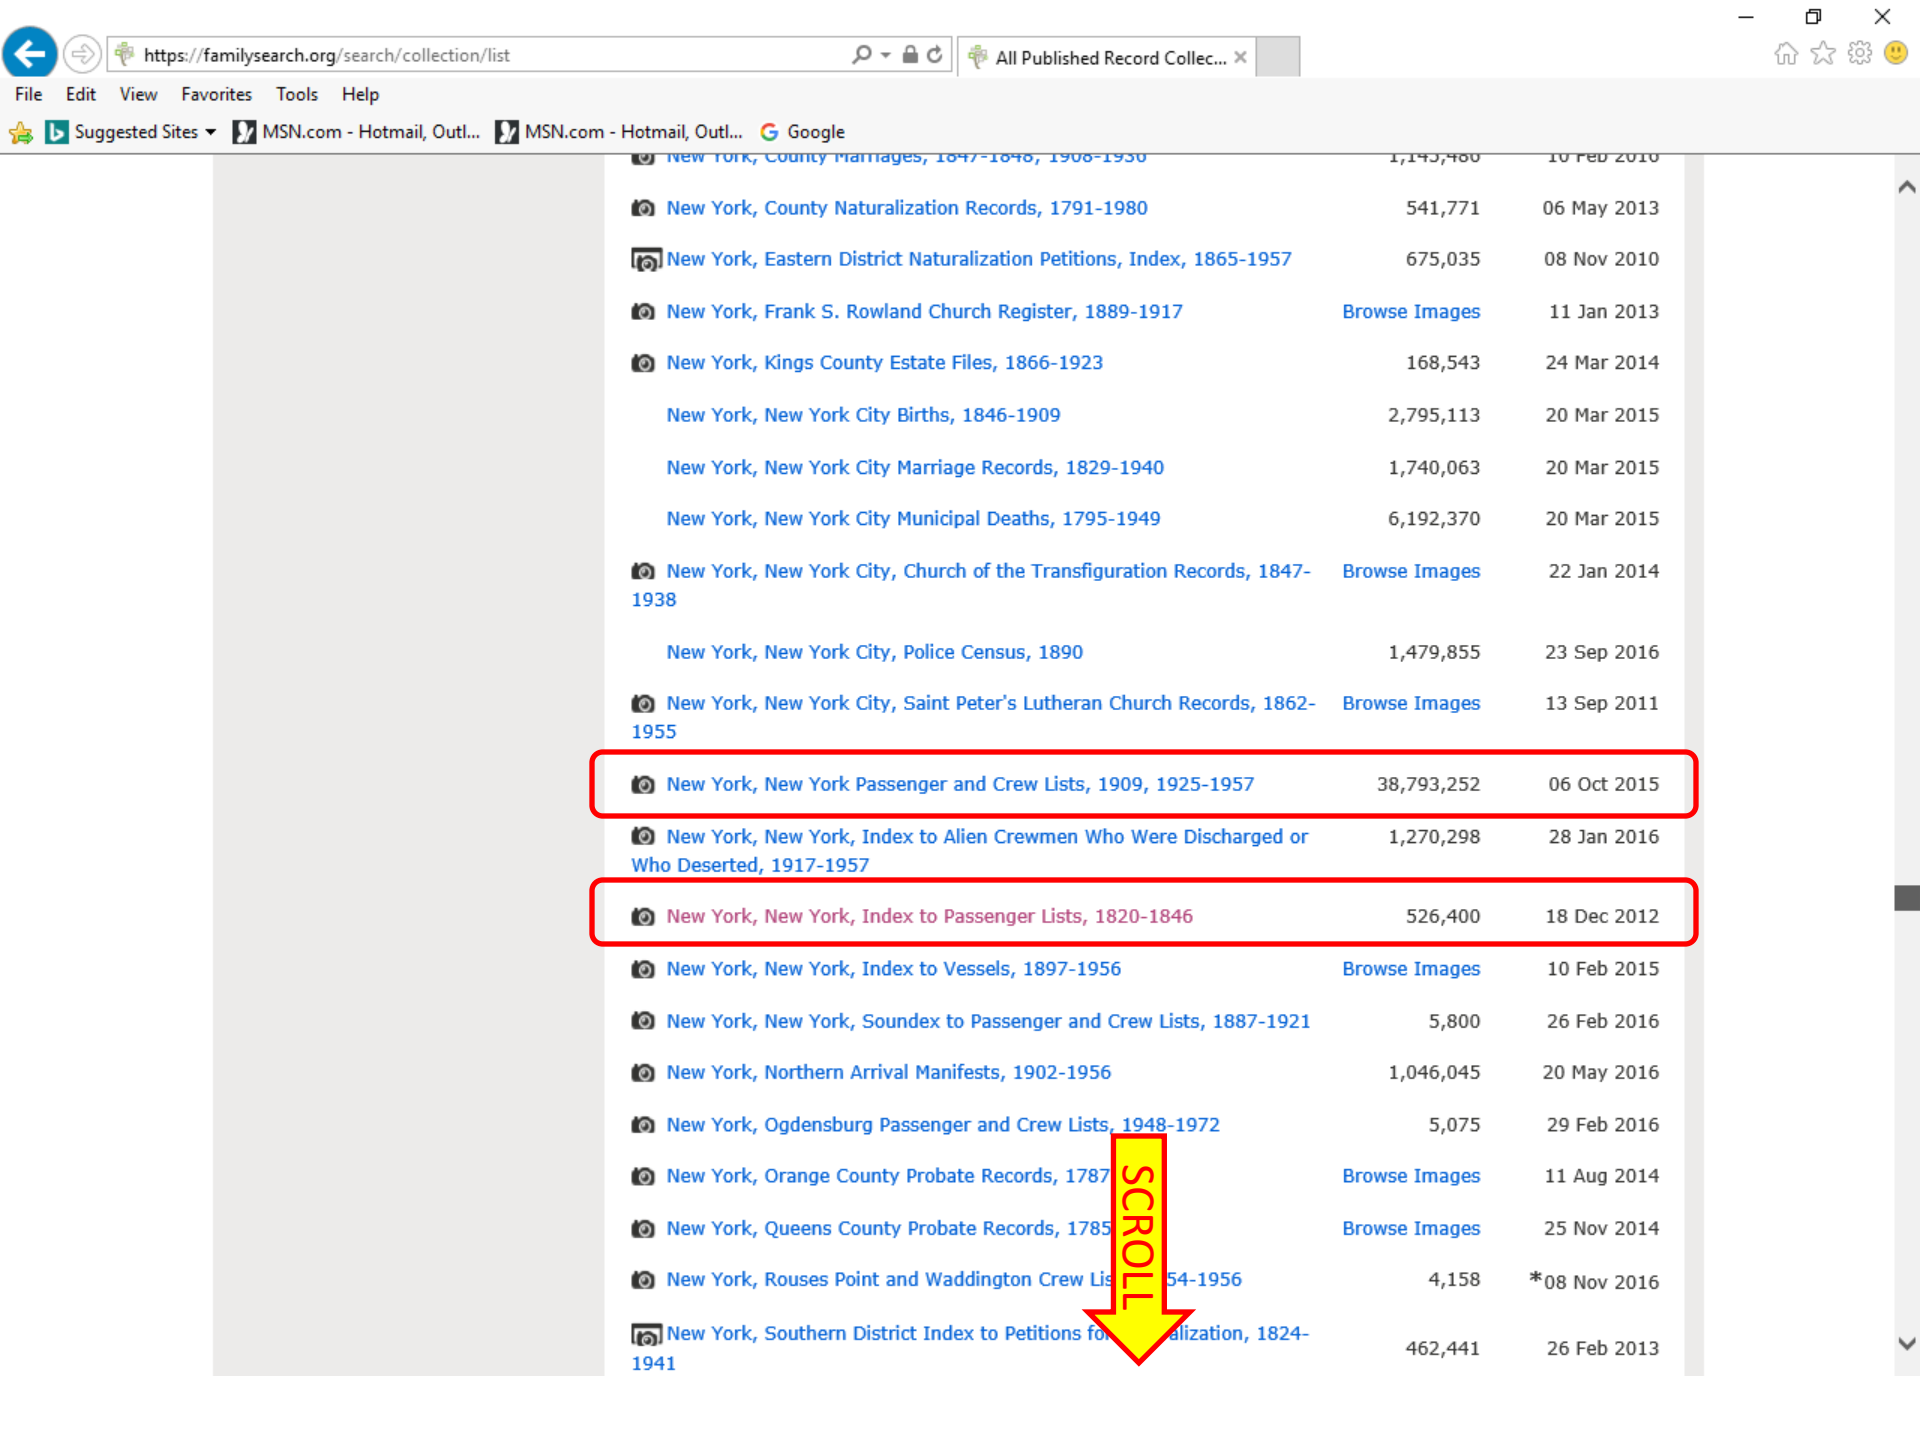 https://familysearch.org/search/collection/list
All Published Record Collec...
File Edit View Favorites Tools Help
Suggested Sites MSN.com - Hotmail, Outl... MSN.com - Hotmail, Outl... Google
New York, County Marriages, 1847-1848, 1908-1936 1,145,486 10 Feb 2016
New York, County Naturalization Records, 1791-1980 541,771 06 May 2013
New York, Eastern District Naturalization Petitions, Index, 1865-1957 675,035 08 Nov 2010
New York, Frank S. Rowland Church Register, 1889-1917 Browse Images 11 Jan 2013
New York, Kings County Estate Files, 1866-1923 168,543 24 Mar 2014
New York, New York City Births, 1846-1909 2,795,113 20 Mar 2015
New York, New York City Marriage Records, 1829-1940 1,740,063 20 Mar 2015
New York, New York City Municipal Deaths, 1795-1949 6,192,370 20 Mar 2015
New York, New York City, Church of the Transfiguration Records, 1847- Browse Images 22 Jan 2014
1938
New York, New York City, Police Census, 1890 1,479,855 23 Sep 2016
New York, New York City, Saint Peter's Lutheran Church Records, 1862- Browse Images 13 Sep 2011
1955
New York, New York Passenger and Crew Lists, 1909, 1925-1957 38,793,252 06 Oct 2015
New York, New York, Index to Alien Crewmen Who Were Discharged or 1,270,298 28 Jan 2016
Who Deserted, 1917-1957
New York, New York, Index to Passenger Lists, 1820-1846 526,400 18 Dec 2012
New York, New York, Index to Vessels, 1897-1956 Browse Images 10 Feb 2015
New York, New York, Soundex to Passenger and Crew Lists, 1887-1921 5,800 26 Feb 2016
New York, Northern Arrival Manifests, 1902-1956 1,046,045 20 May 2016
New York, Ogdensburg Passenger and Crew Lists, 1948-1972 5,075 29 Feb 2016
New York, Orange County Probate Records, 1787 Browse Images 11 Aug 2014
New York, Queens County Probate Records, 1785 Browse Images 25 Nov 2014
New York, Rouses Point and Waddington Crew Lis 54-1956 4,158 *08 Nov 2016
New York, Southern District Index to Petitions fo alization, 1824- 462,441 26 Feb 2013
1941
SCROLL